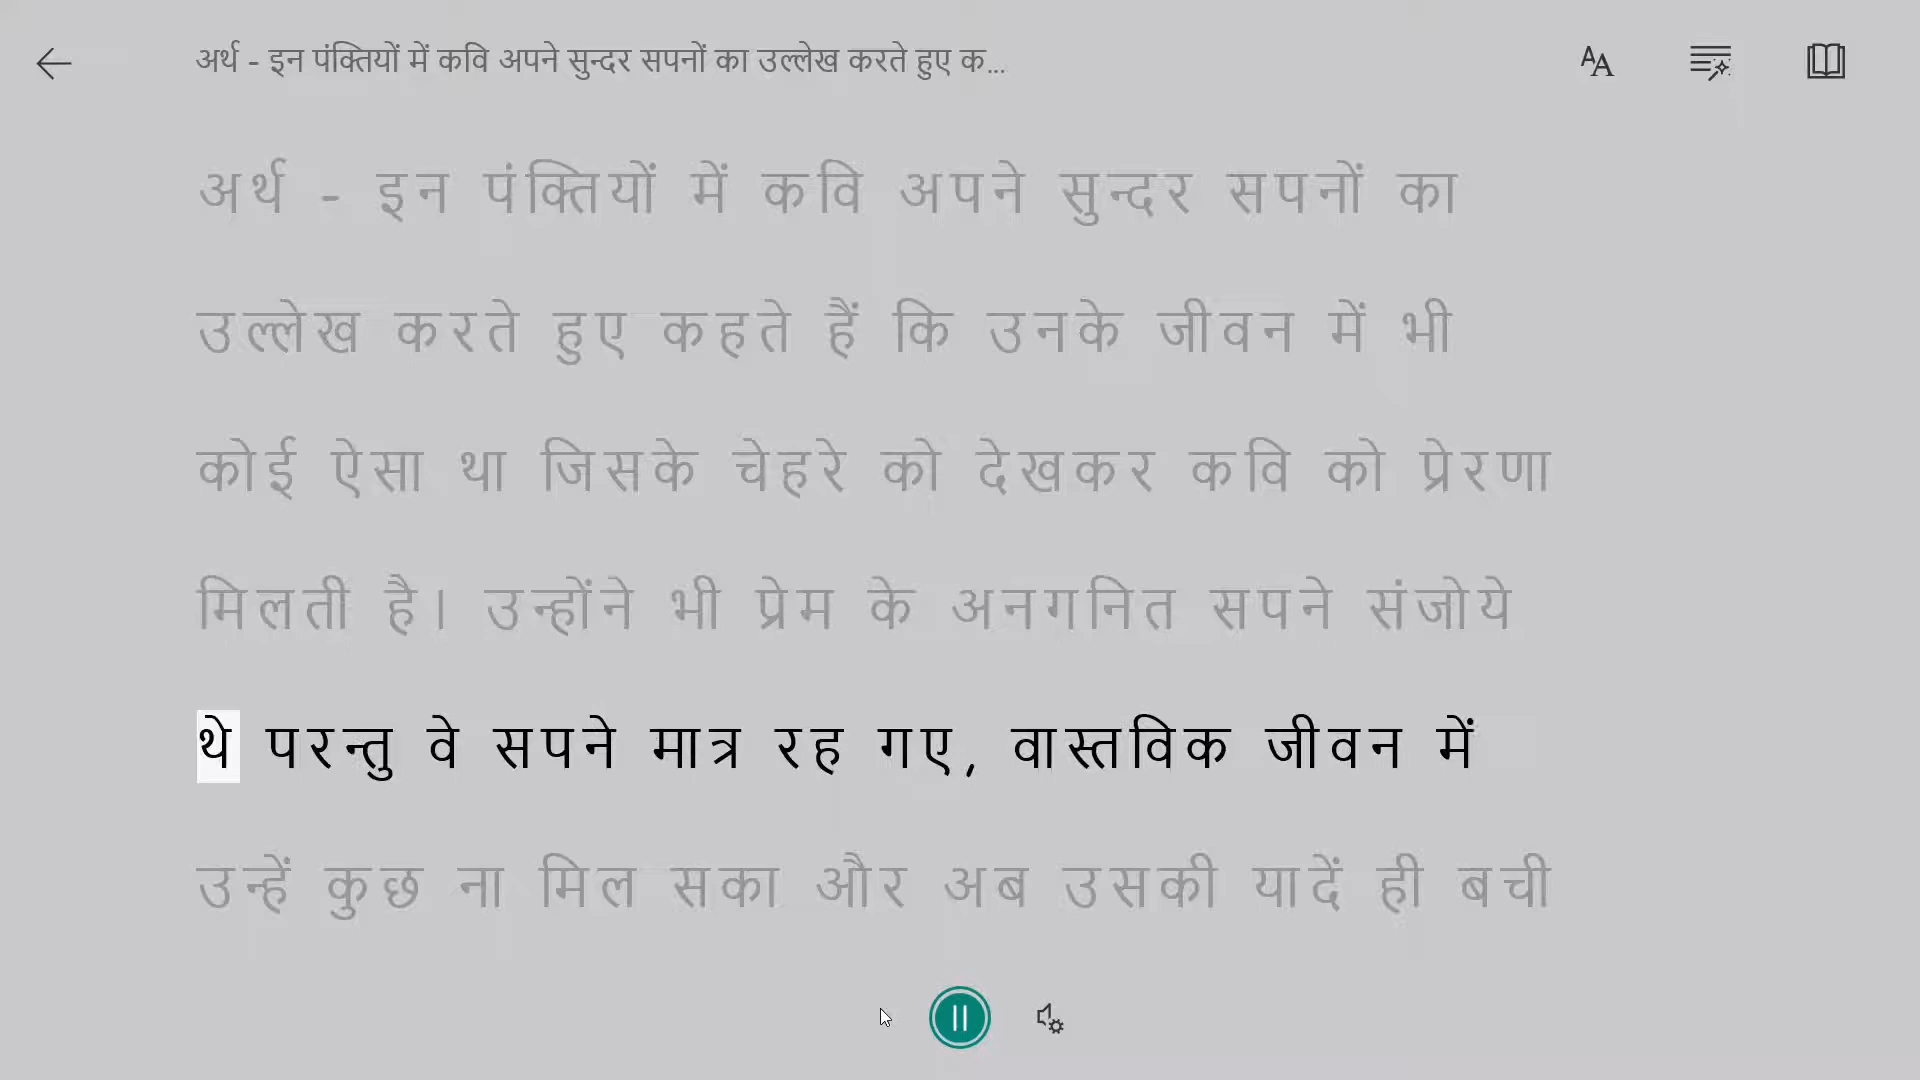 अर्थ - इन पंक्तियों में कवि अपने सुन्दर सपनों का उल्लेख करते हुए क...
अर्थ - इन पंक्तियों में कवि अपने सुन्दर सपनों का
उल्लेख करते हुए कहते हैं कि उनके जीवन में भी
कोई ऐसा था जिसके चेहरे को देखकर कवि को प्रेरणा
मिलती है। उन्होंने भी प्रेम के अनगनित सपने संजोये
थे परन्तु वे सपने मात्र रह गए, वास्तविक जीवन में
उन्हें कुछ ना मिल सका और अब उसकी यादें ही बची